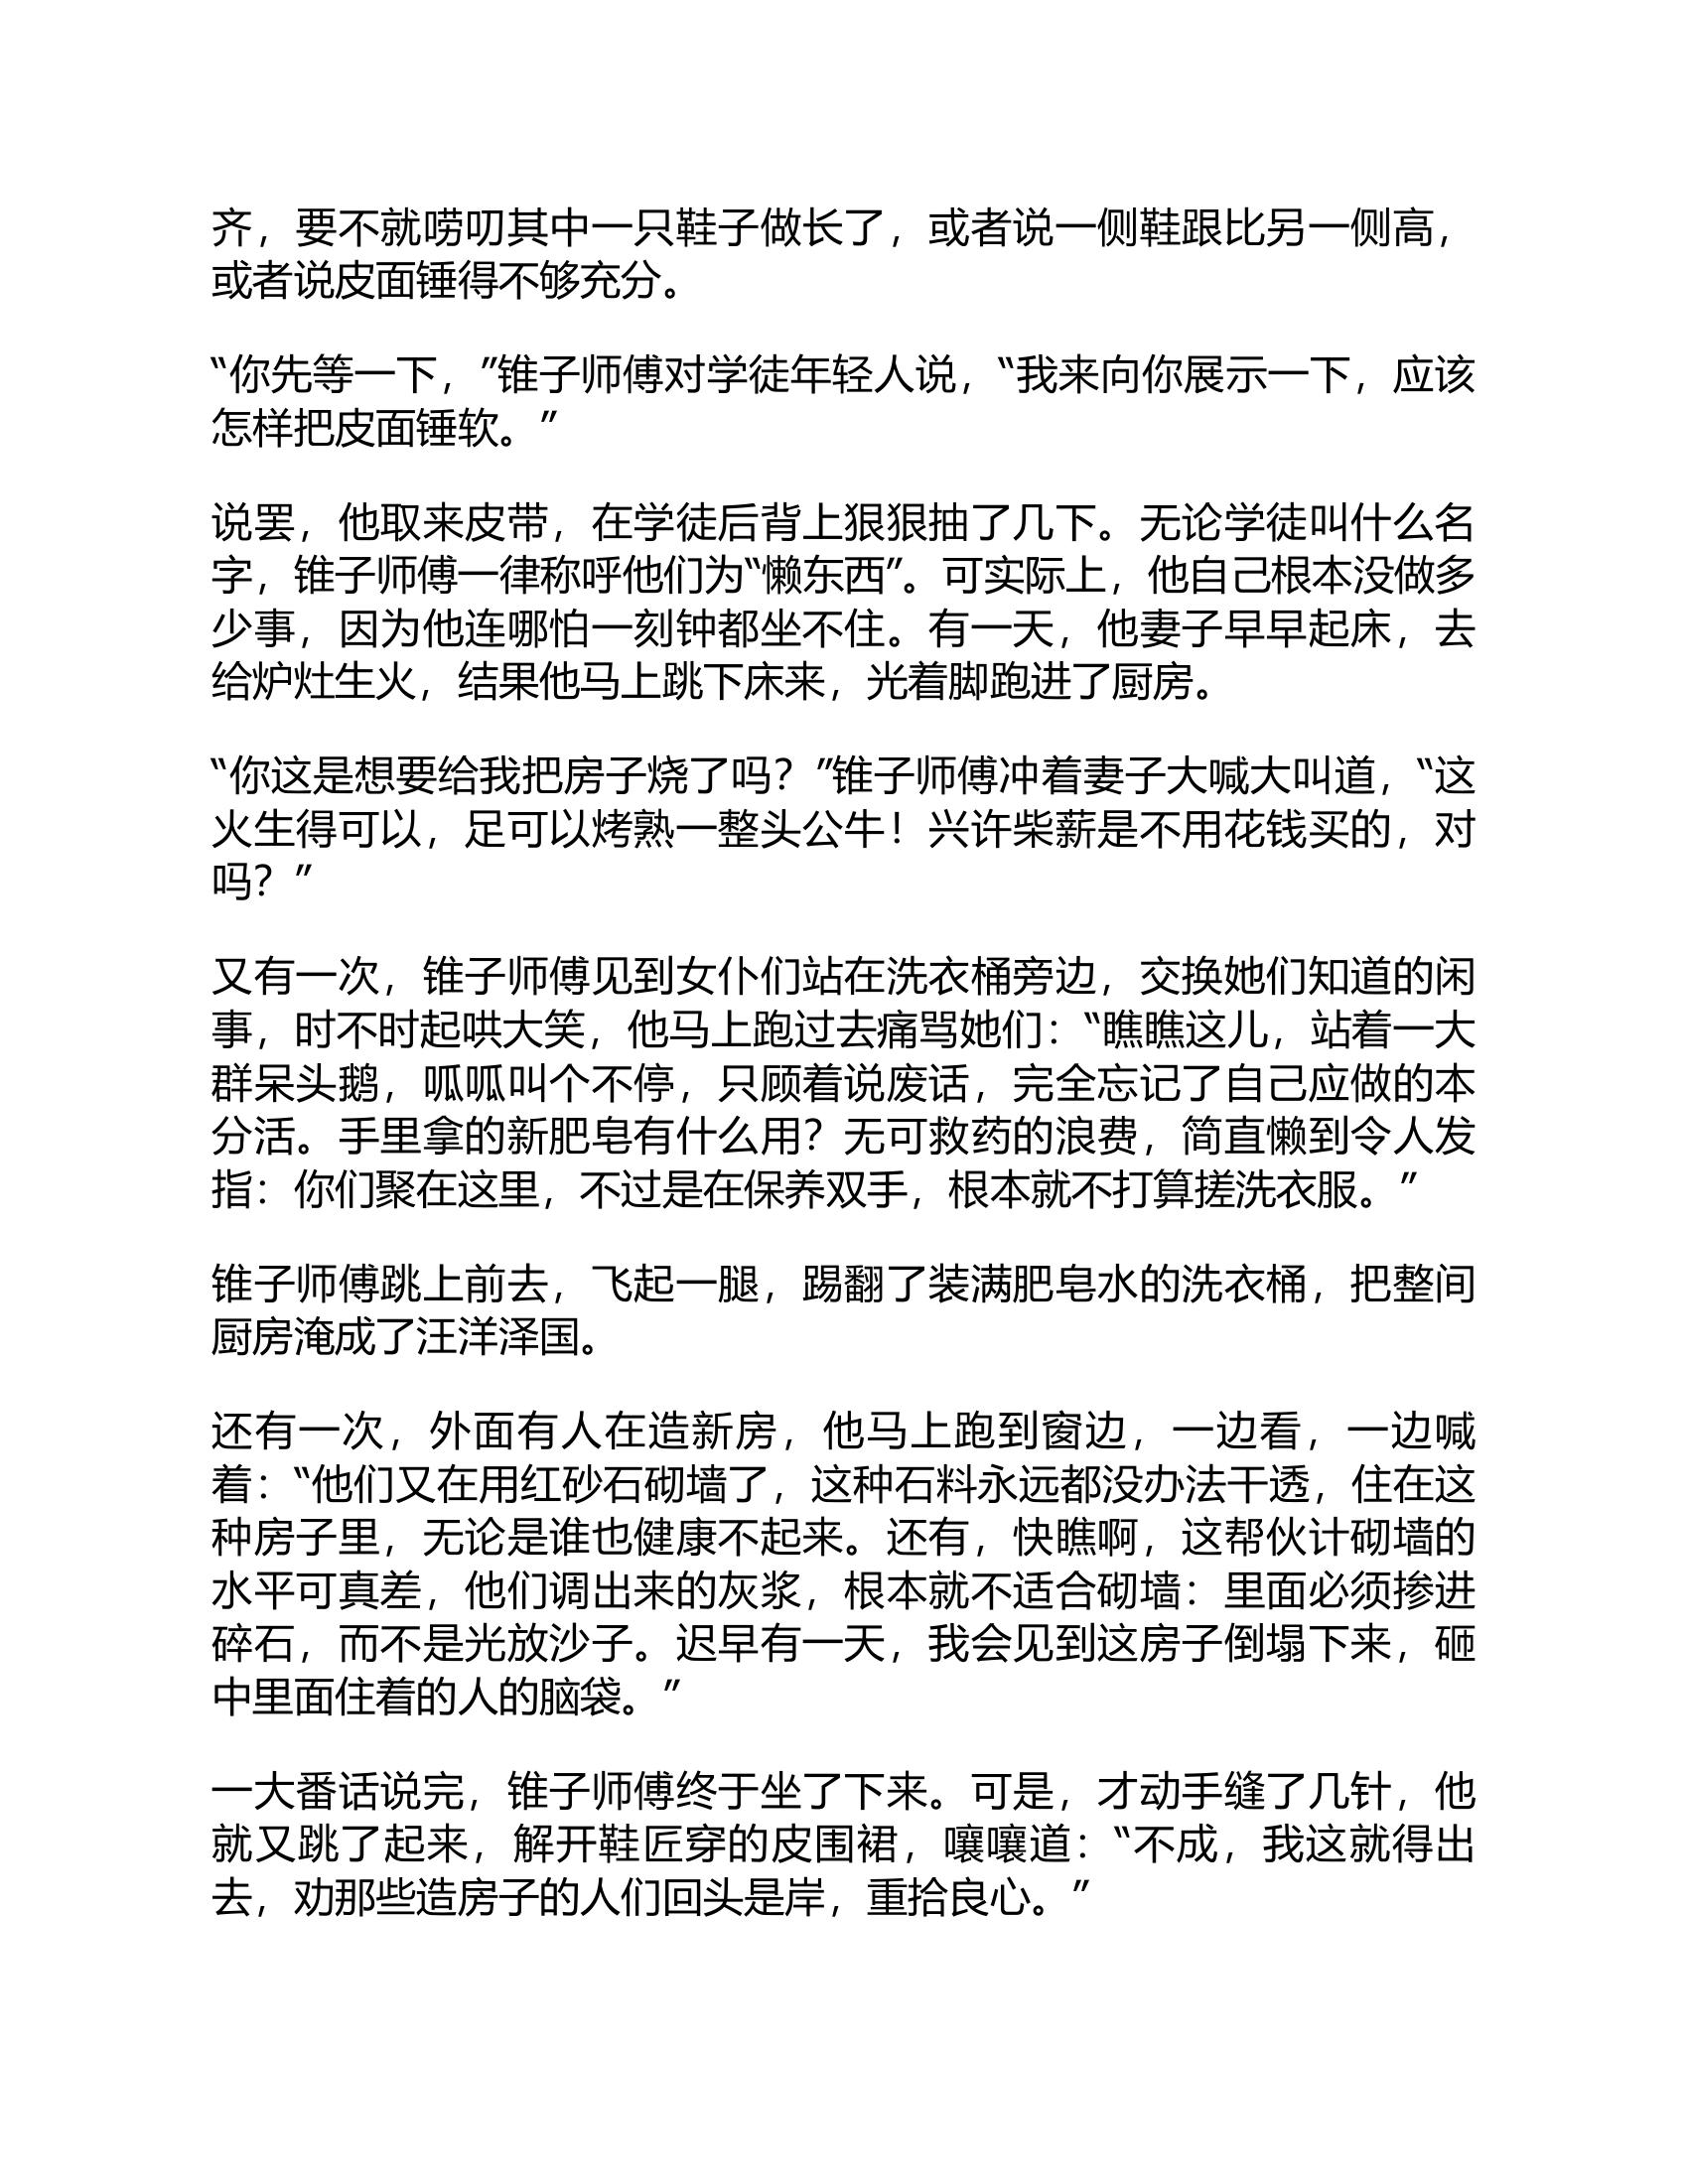 齐，要不就唠叨其中一只鞋子做长了，或者说一侧鞋跟比另一侧高，
或者说皮面锤得不够充分。
“你先等一下，”锥子师傅对学徒年轻人说，“我来向你展示一下，应该
怎样把皮面锤软。”
说罢，他取来皮带，在学徒后背上狠狠抽了几下。无论学徒叫什么名
字，锥子师傅一律称呼他们为“懒东西”。可实际上，他自己根本没做多
少事，因为他连哪怕一刻钟都坐不住。有一天，他妻子早早起床，去
给炉灶生火，结果他马上跳下床来，光着脚跑进了厨房。
“你这是想要给我把房子烧了吗？”锥子师傅冲着妻子大喊大叫道，“这
火生得可以，足可以烤熟一整头公牛！兴许柴薪是不用花钱买的，对
吗？”
又有一次，锥子师傅见到女仆们站在洗衣桶旁边，交换她们知道的闲
事，时不时起哄大笑，他马上跑过去痛骂她们：“瞧瞧这儿，站着一大
群呆头鹅，呱呱叫个不停，只顾着说废话，完全忘记了自己应做的本
分活。手里拿的新肥皂有什么用？无可救药的浪费，简直懒到令人发
指：你们聚在这里，不过是在保养双手，根本就不打算搓洗衣服。”
锥子师傅跳上前去，飞起一腿，踢翻了装满肥皂水的洗衣桶，把整间
厨房淹成了汪洋泽国。
还有一次，外面有人在造新房，他马上跑到窗边，一边看，一边喊
着：“他们又在用红砂石砌墙了，这种石料永远都没办法干透，住在这
种房子里，无论是谁也健康不起来。还有，快瞧啊，这帮伙计砌墙的
水平可真差，他们调出来的灰浆，根本就不适合砌墙：里面必须掺进
碎石，而不是光放沙子。迟早有一天，我会见到这房子倒塌下来，砸
中里面住着的人的脑袋。”
一大番话说完，锥子师傅终于坐了下来。可是，才动手缝了几针，他
就又跳了起来，解开鞋匠穿的皮围裙，嚷嚷道：“不成，我这就得出
去，劝那些造房子的人们回头是岸，重拾良心。”